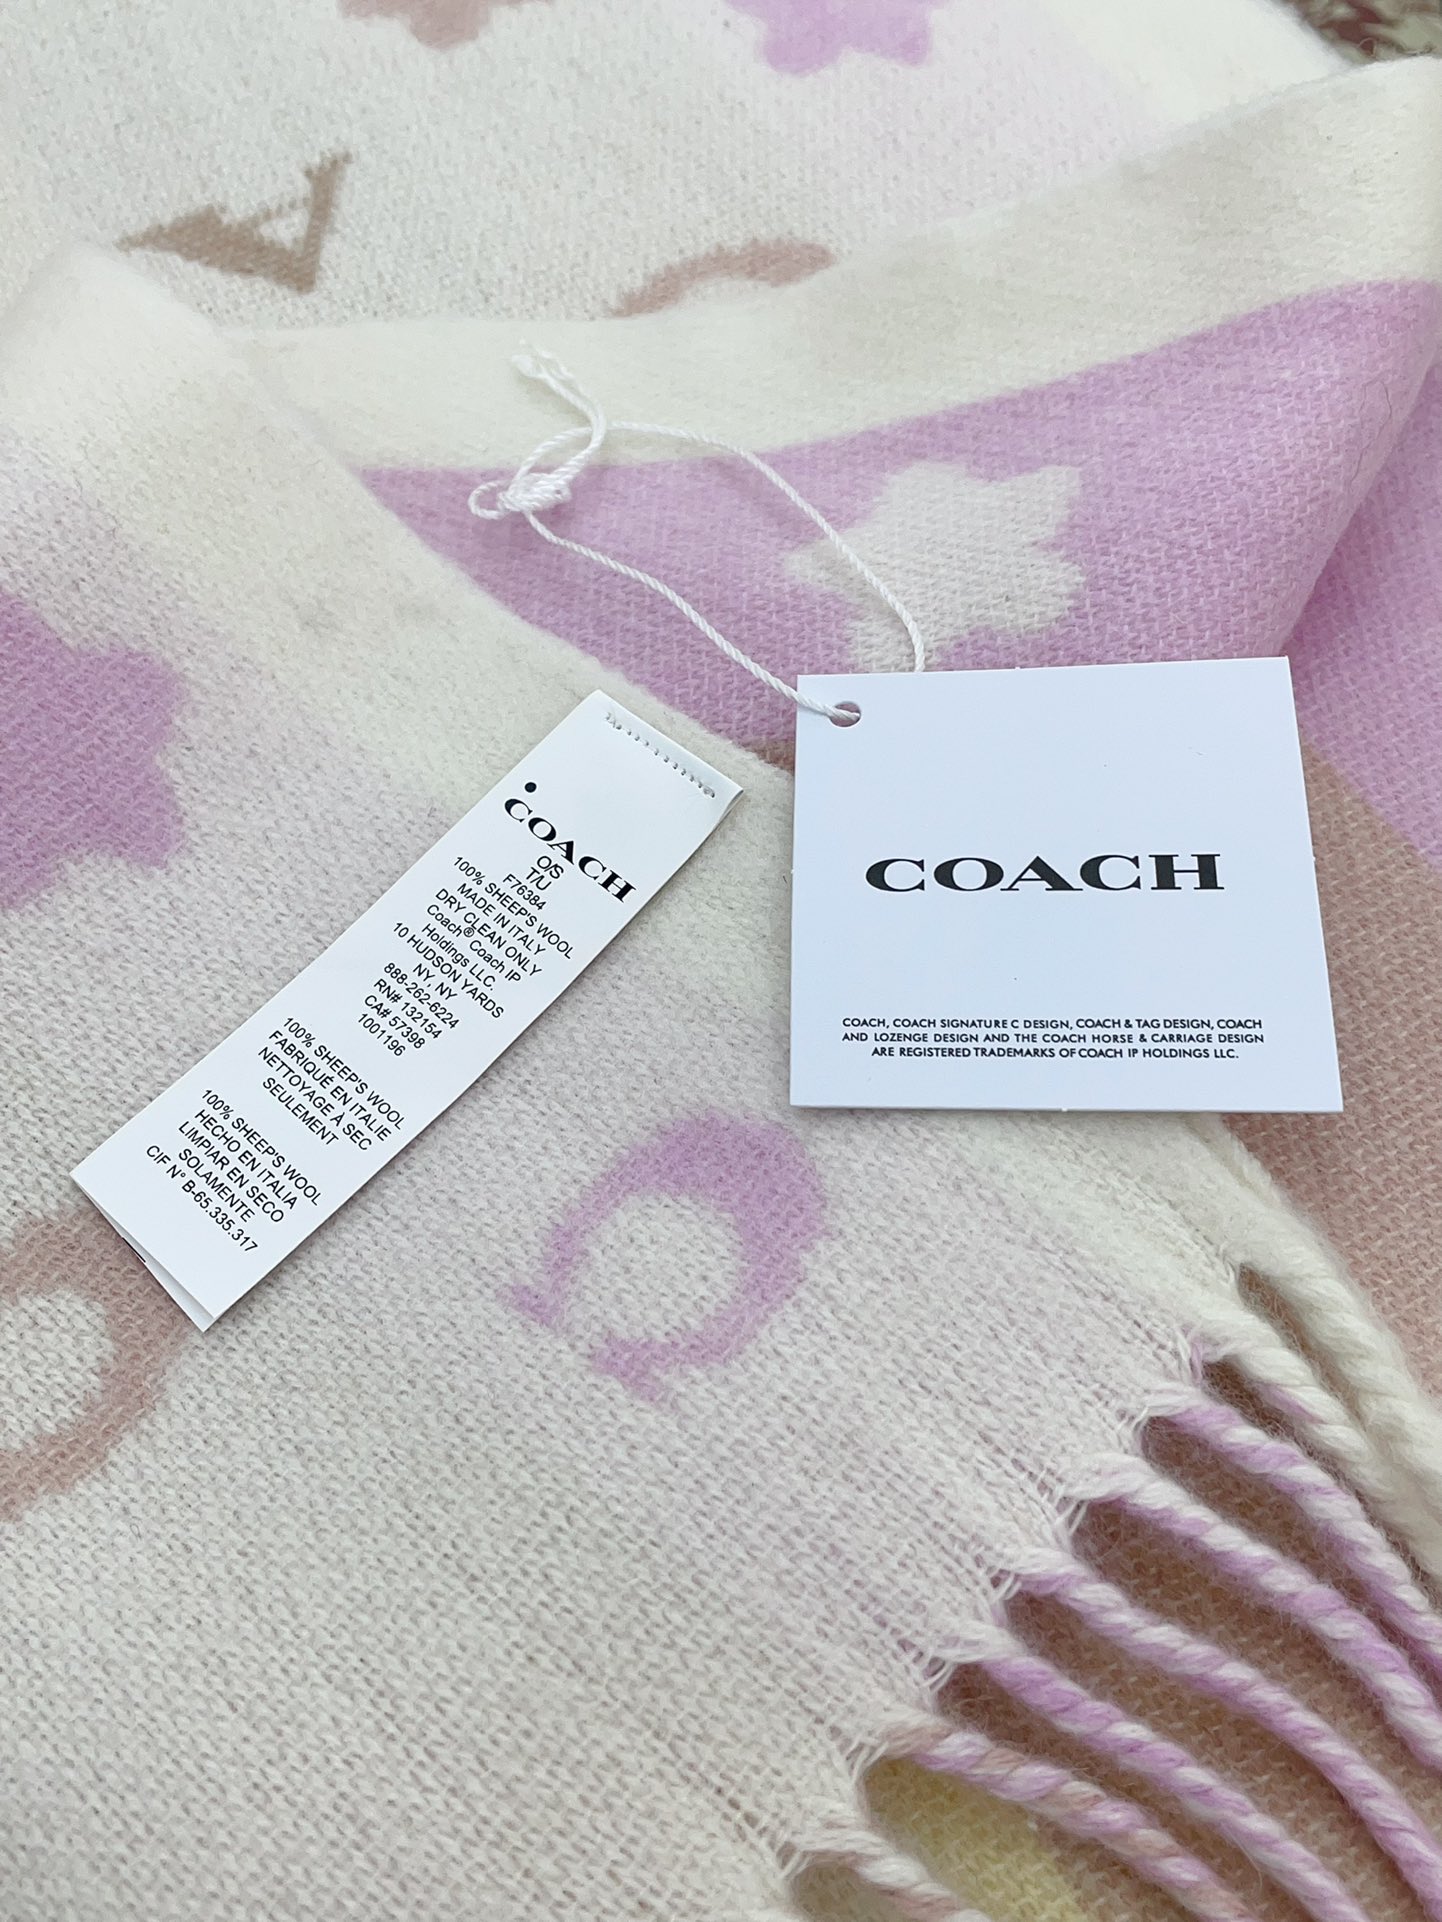 COACH
O/S
T/U
F76384
100% SHEEP'S WOOL
MADE IN ITALY
DRY CLEAN ONLY
Coach® Coach IP
Holdings LLC.
10 HUDSON YARDS
NY, NY
888-262-6224
RN# 132154
CA# 57398
1001196
100% SHEEP'S WOOL
FABRIQUÉ EN ITALIE
NETTOYAGE À SEC
SEULEMENT
100% SHEEP'S WOOL
HECHO EN ITALIA
LIMPIAR EN SECO
SOLAMENTE
CIF N° B-65.335.317
COACH
COACH, COACH SIGNATURE C DESIGN, COACH & TAG DESIGN, COACH
AND LOZENGE DESIGN AND THE COACH HORSE & CARRIAGE DESIGN
ARE REGISTERED TRADEMARKS OF COACH IP HOLDINGS LLC.
A
C